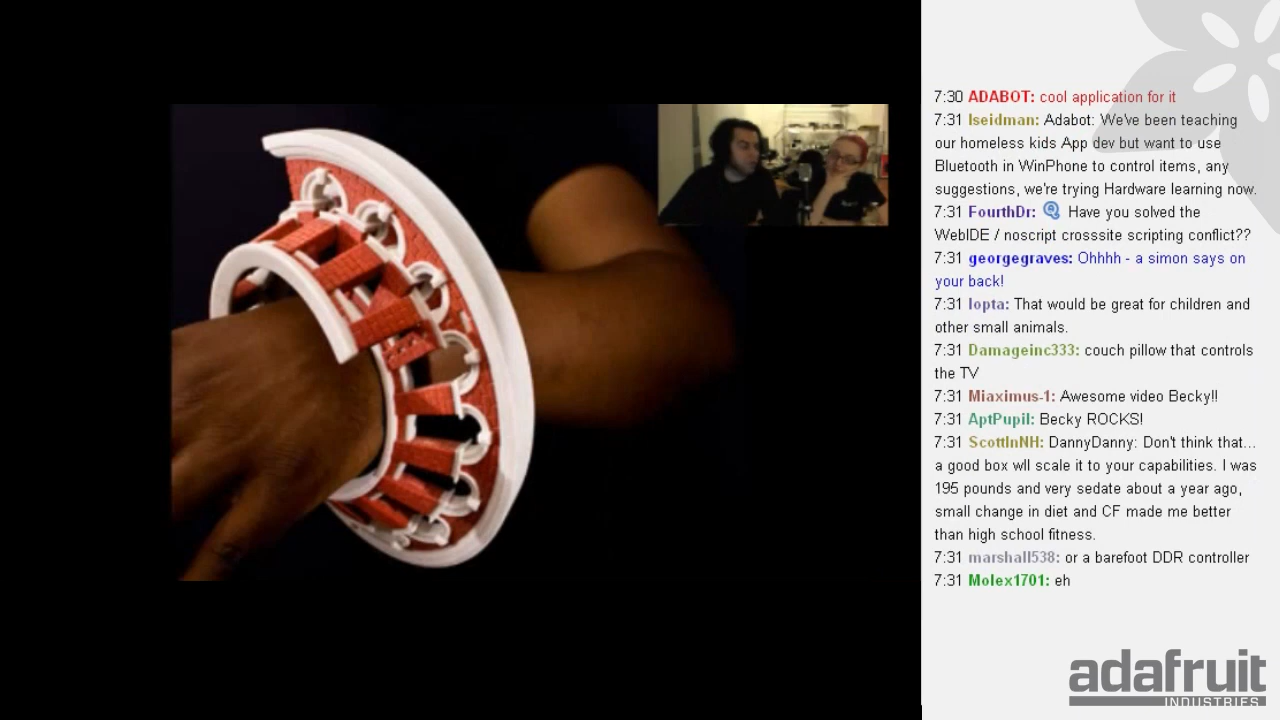 7:30 ADABOT: cool application for it
7:31 lseidman: Adabot: We've been teaching
our homeless kids App dev but want to use
Bluetooth in WinPhone to control items, any
suggestions, we're trying Hardware learning now.
7:31 FourthDr: Have you solved the
WebIDE / noscript crosssite scripting conflict??
7:31 georgegraves: Ohhhh - a simon says on
your back!
7:31 lopta: That would be great for children and
other small animals.
7:31 Damageinc333: couch pillow that controls
the TV
7:31 Miaximus-1: Awesome video Becky!!
7:31 AptPupil: Becky ROCKS!
7:31 ScottInNH: DannyDanny: Don't think that...
a good box wll scale it to your capabilities. I was
195 pounds and very sedate about a year ago,
small change in diet and CF made me better
than high school fitness.
7:31 marshall538: or a barefoot DDR controller
7:31 Molex1701: eh
adafruit
INDUSTRIES